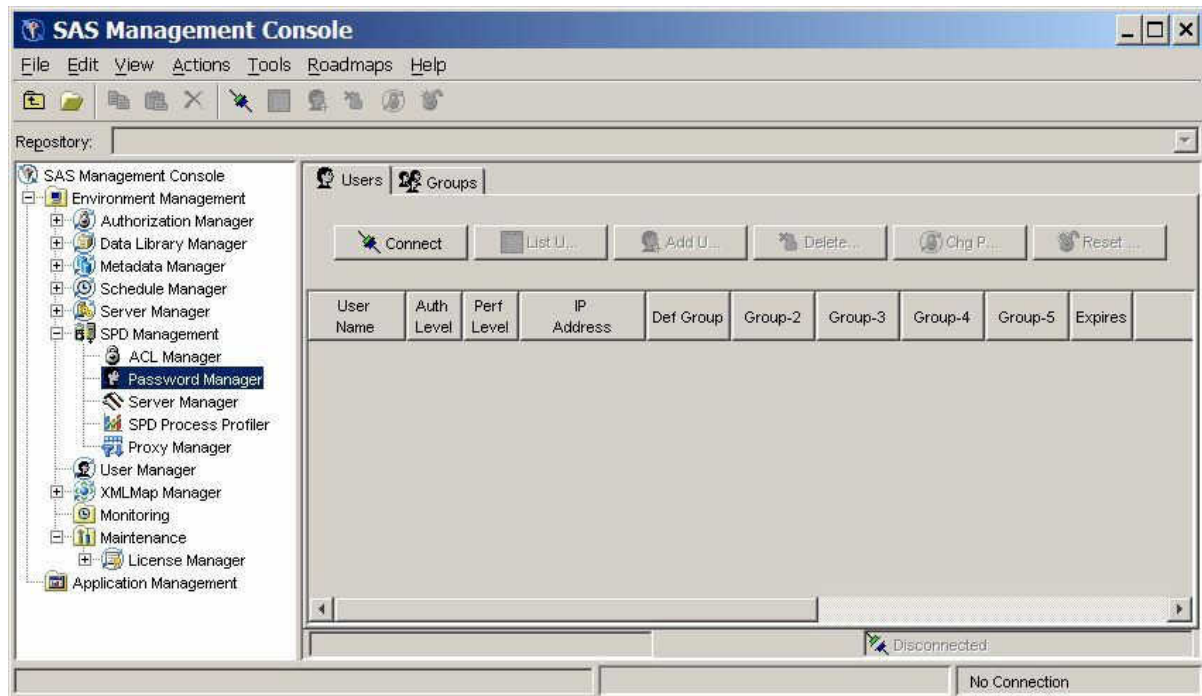 SAS Management Console
File Edit View Actions Tools Roadmaps Help
Repository:
SAS Management Console
Environment Management
Authorization Manager
Data Library Manager
Metadata Manager
Schedule Manager
Server Manager
SPD Management
ACL Manager
Password Manager
Server Manager
SPD Process Profiler
Proxy Manager
User Manager
XMLMap Manager
Monitoring
Maintenance
License Manager
Application Management
Users Groups
Connect List U... Add U... Delete... Chg P... Reset ...
User Name Auth Level Perf Level IP Address Def Group Group-2 Group-3 Group-4 Group-5 Expires
Disconnected
No Connection